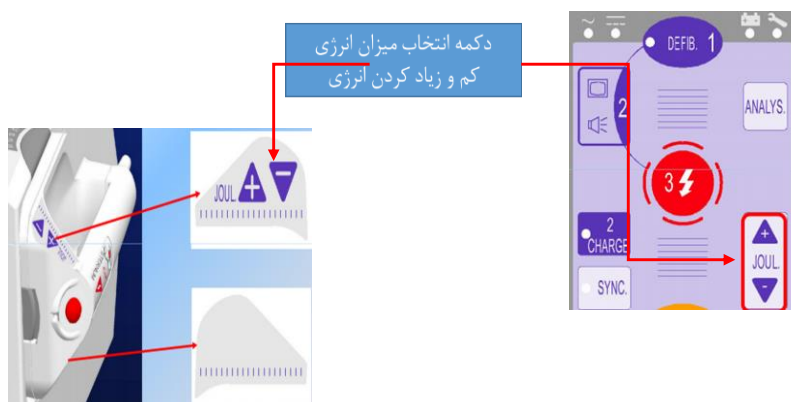 دکمه انتخاب میزان انرژی
کم و زیاد کردن انرژی
DEFIB. 1
2
ANALYS.
3
2
CHARGE
SYNC.
+
JOUL.
-
JOUL. + −